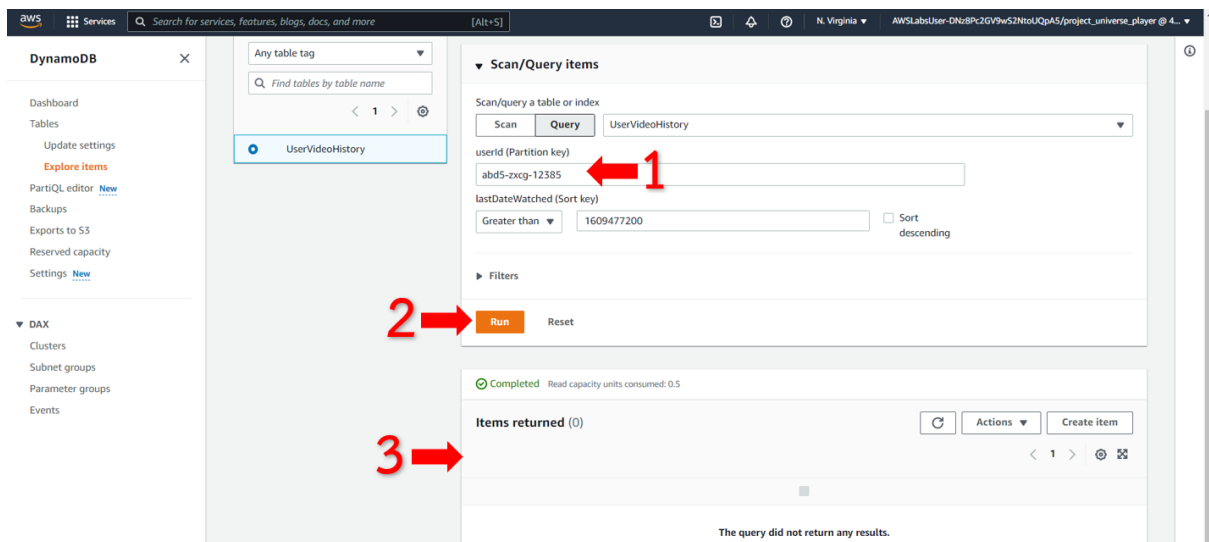 aws Services Search for services, features, blogs, docs, and more [Alt+S] N. Virginia ▼ AWSLabsUser-DNz8Pc2GV9wS2NtoUQpA5/project_universe_player @ 4... ▼
DynamoDB
Dashboard
Tables
Update settings
Explore items
PartiQL editor New
Backups
Exports to S3
Reserved capacity
Settings New
DAX
Clusters
Subnet groups
Parameter groups
Events
Any table tag
Find tables by table name
1
UserVideoHistory
Scan/Query items
Scan/query a table or index
Scan Query UserVideoHistory
userId (Partition key)
abd5-zxcg-12385 1
lastDateWatched (Sort key)
Greater than 1609477200 Sort
descending
Filters
2 Run Reset
Completed Read capacity units consumed: 0.5
Items returned (0) Actions Create item
3 1
The query did not return any results.